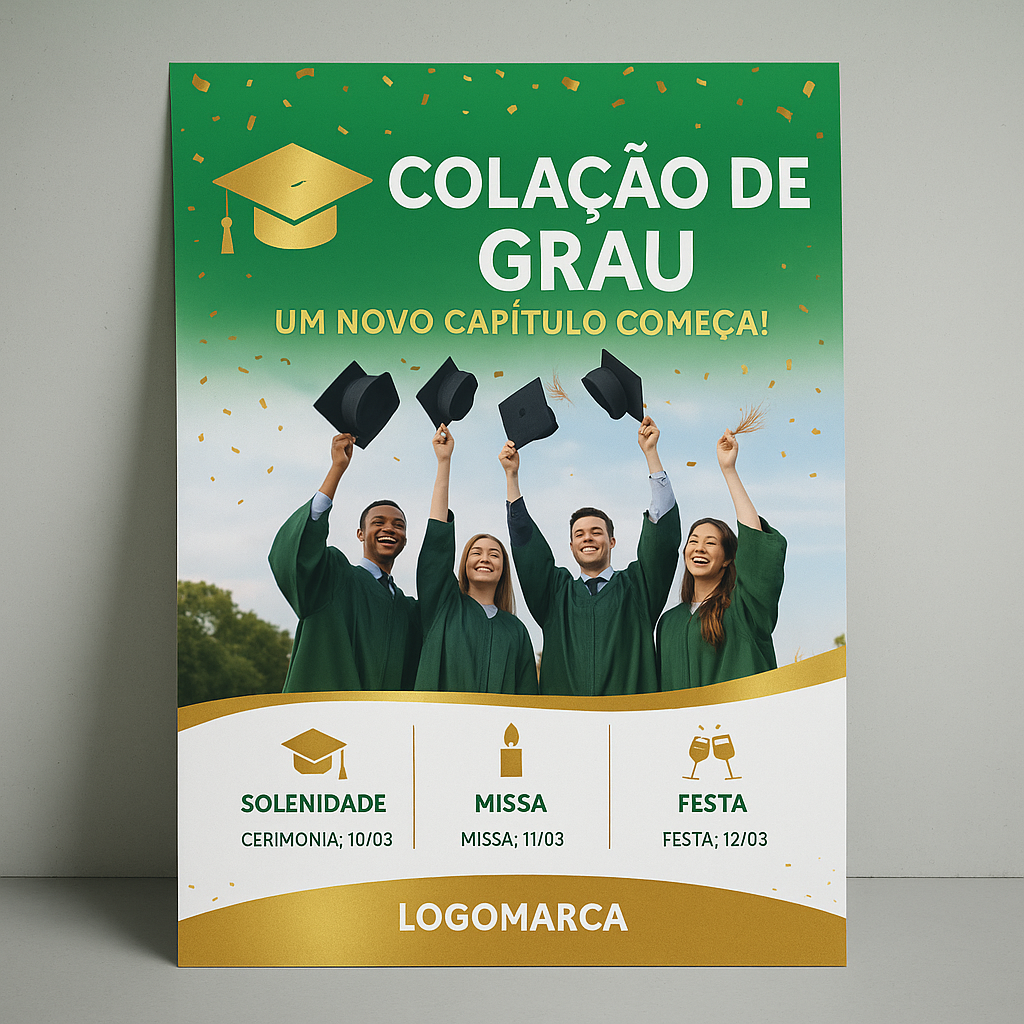 COLAÇÃO DE
GRAU
UM NOVO CAPÍTULO COMEÇA!
SOLENIDADE
CERIMONIA; 10/03
MISSA
MISSA; 11/03
FESTA
FESTA; 12/03
LOGOMARCA